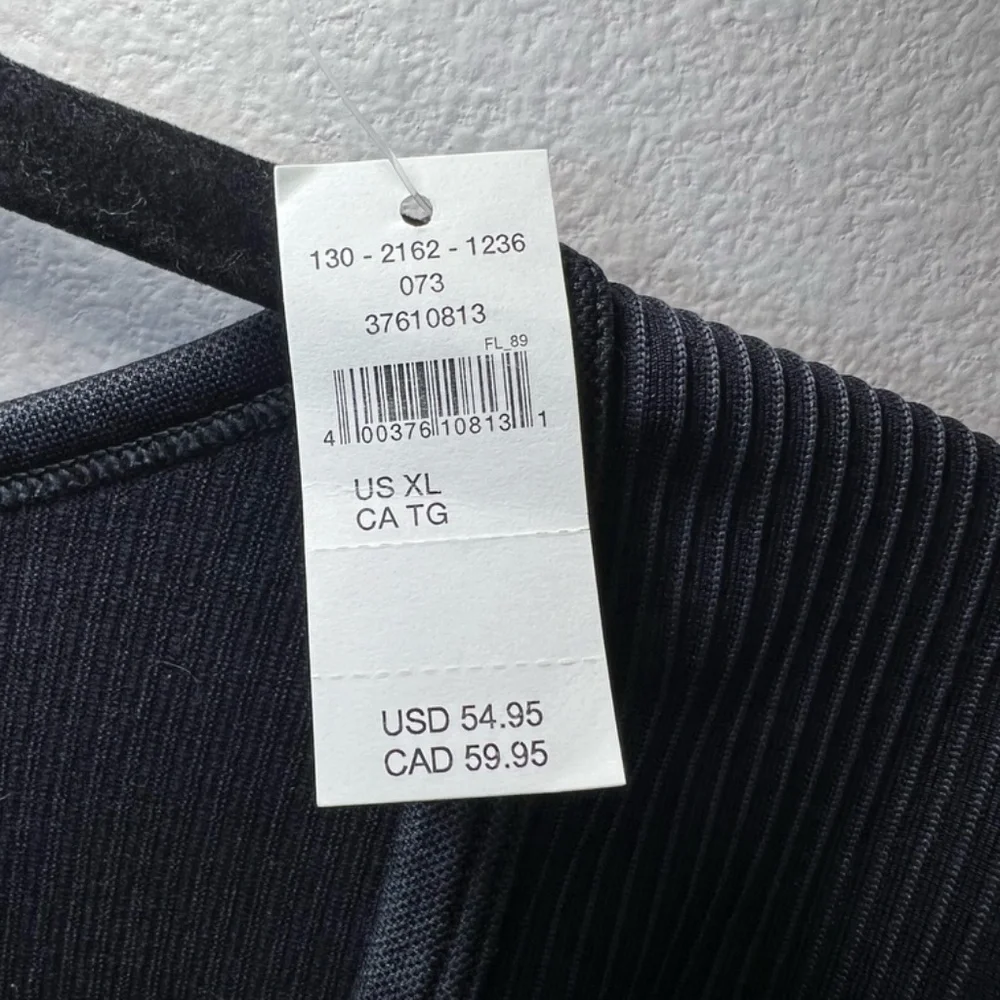 130 - 2162 - 1236
073
37610813
FL_89
4 00376 10813 1
US XL
CA TG
USD 54.95
CAD 59.95